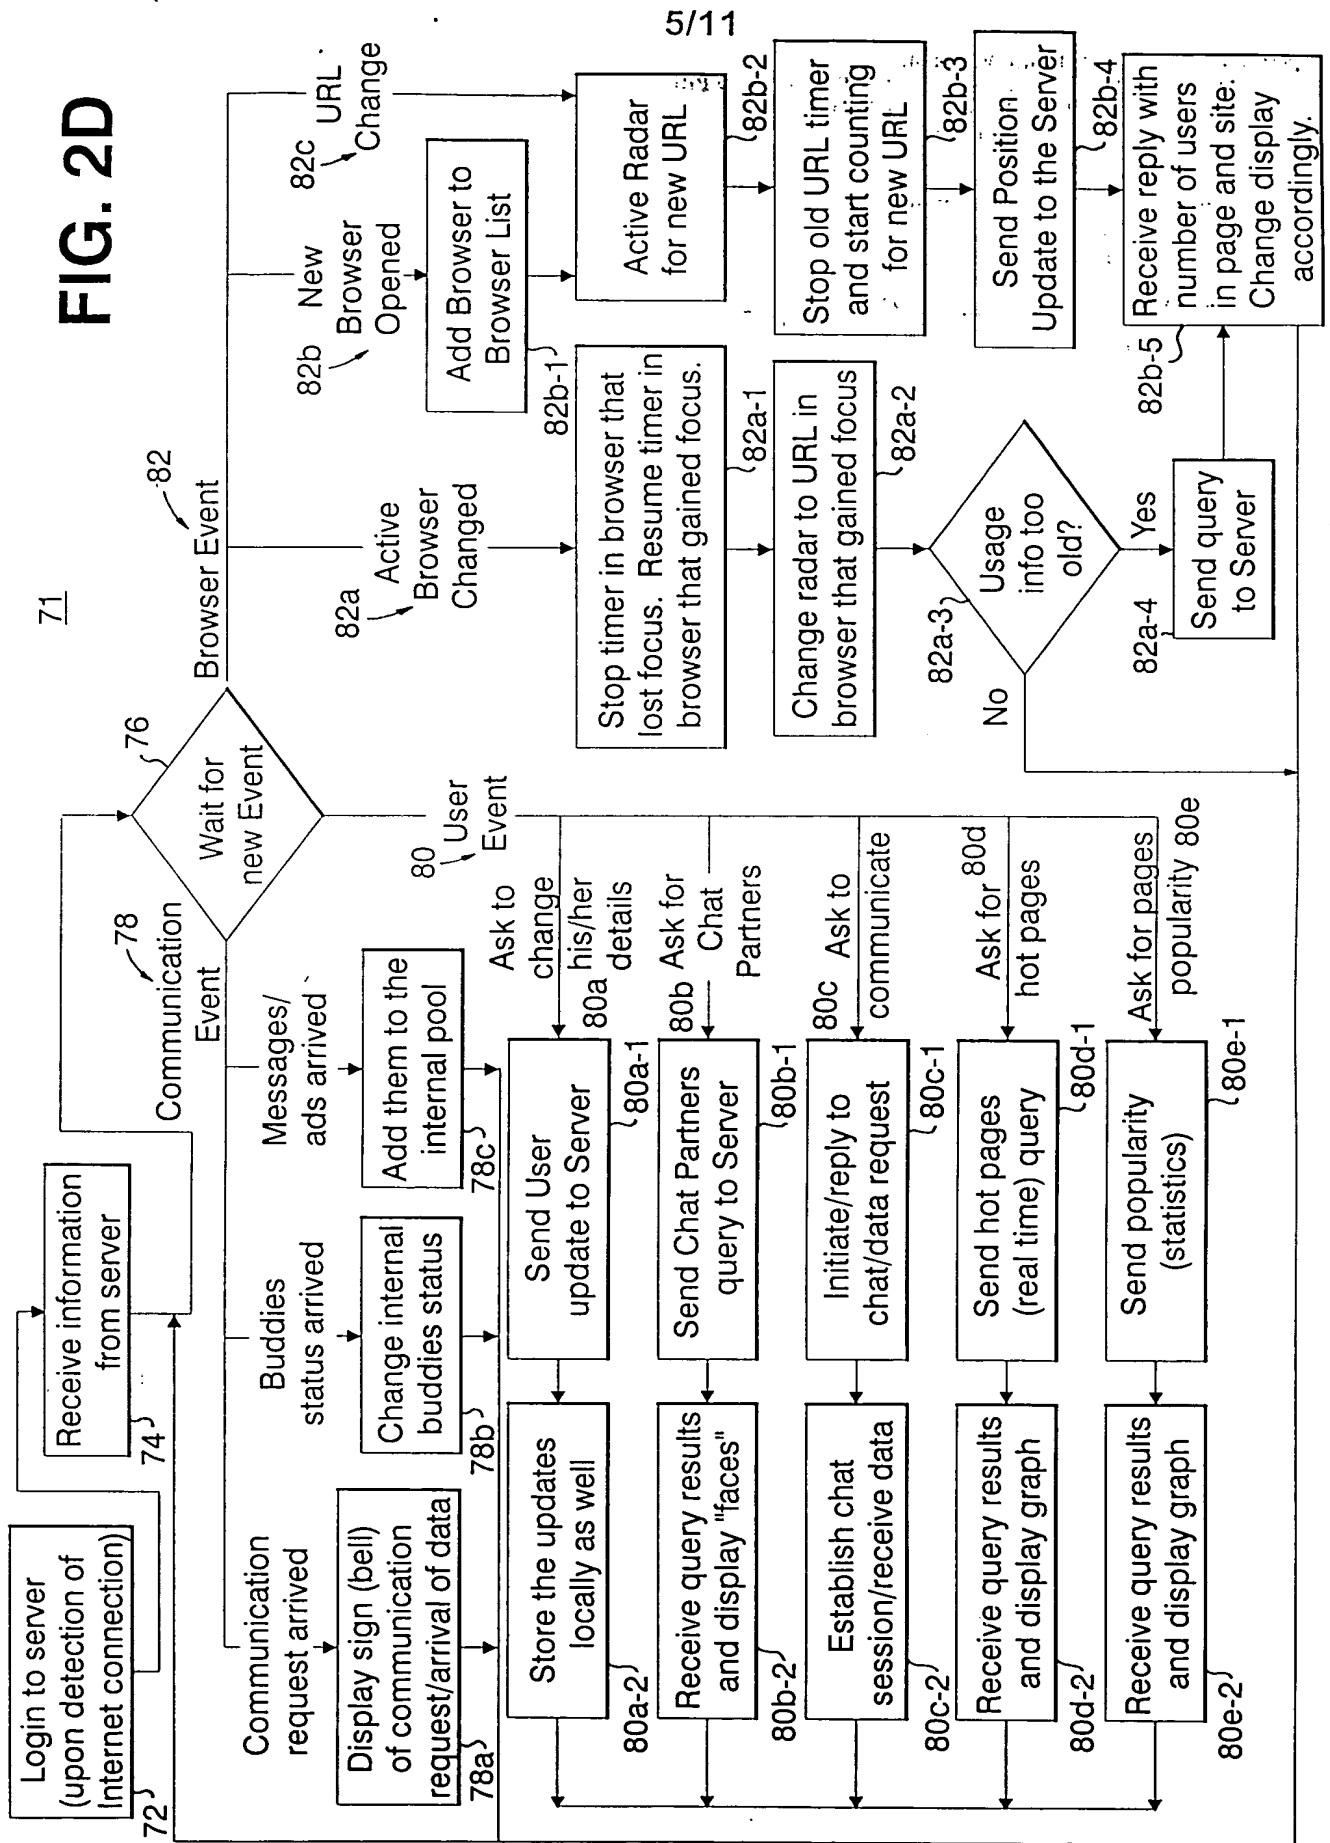 5/11
FIG. 2D
71
Login to server
(upon detection of
Internet connection)
72
Receive information
from server
74
Wait for
new Event
76
Communication
Event
78
Communication
request arrived
Display sign (bell)
of communication
request/arrival of data
78a
Buddies
status arrived
Change internal
buddies status
78b
Messages/
ads arrived
Add them to the
internal pool
78c
80 User
Event
Ask to
change
his/her
details
80a
Send User
update to Server
80a-1
Store the updates
locally as well
80a-2
80b Ask for
Chat
Partners
Send Chat Partners
query to Server
80b-1
Receive query results
and display "faces"
80b-2
80c Ask to
communicate
Initiate/reply to
chat/data request
80c-1
Establish chat
session/receive data
80c-2
Ask for 80d
hot pages
Send hot pages
(real time) query
80d-1
Receive query results
and display graph
80d-2
Ask for pages
popularity 80e
Send popularity
(statistics)
80e-1
Receive query results
and display graph
80e-2
Browser Event
82
82a Active
Browser
Changed
Stop timer in browser that
lost focus. Resume timer in
browser that gained focus.
82a-1
Change radar to URL in
browser that gained focus
82a-2
Usage
info too
old?
82a-3
No
Yes
Send query
to Server
82a-4
82b New
Browser
Opened
Add Browser to
Browser List
82b-1
82c URL
Change
Active Radar
for new URL
82b-2
Stop old URL timer
and start counting
for new URL
82b-3
Send Position
Update to the Server
82b-4
Receive reply with
number of users
in page and site.
Change display
accordingly.
82b-5